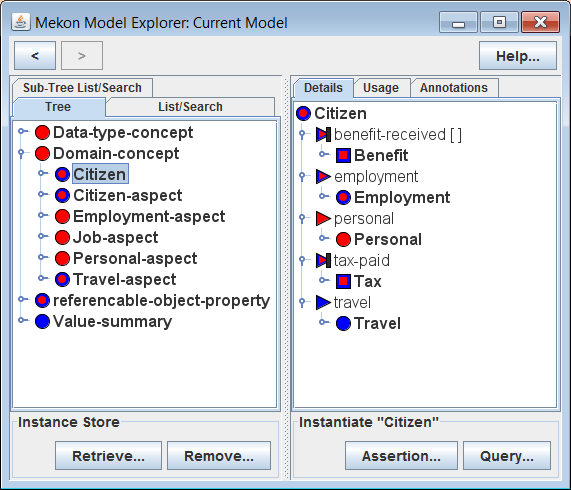 Mekon Model Explorer: Current Model
< > Help...
Sub-Tree List/Search
Tree List/Search
Data-type-concept
Domain-concept
Citizen
Citizen-aspect
Employment-aspect
Job-aspect
Personal-aspect
Travel-aspect
referencable-object-property
Value-summary
Instance Store
Retrieve... Remove...
Details Usage Annotations
Citizen
benefit-received [ ]
Benefit
employment
Employment
personal
Personal
tax-paid
Tax
travel
Travel
Instantiate "Citizen"
Assertion... Query...